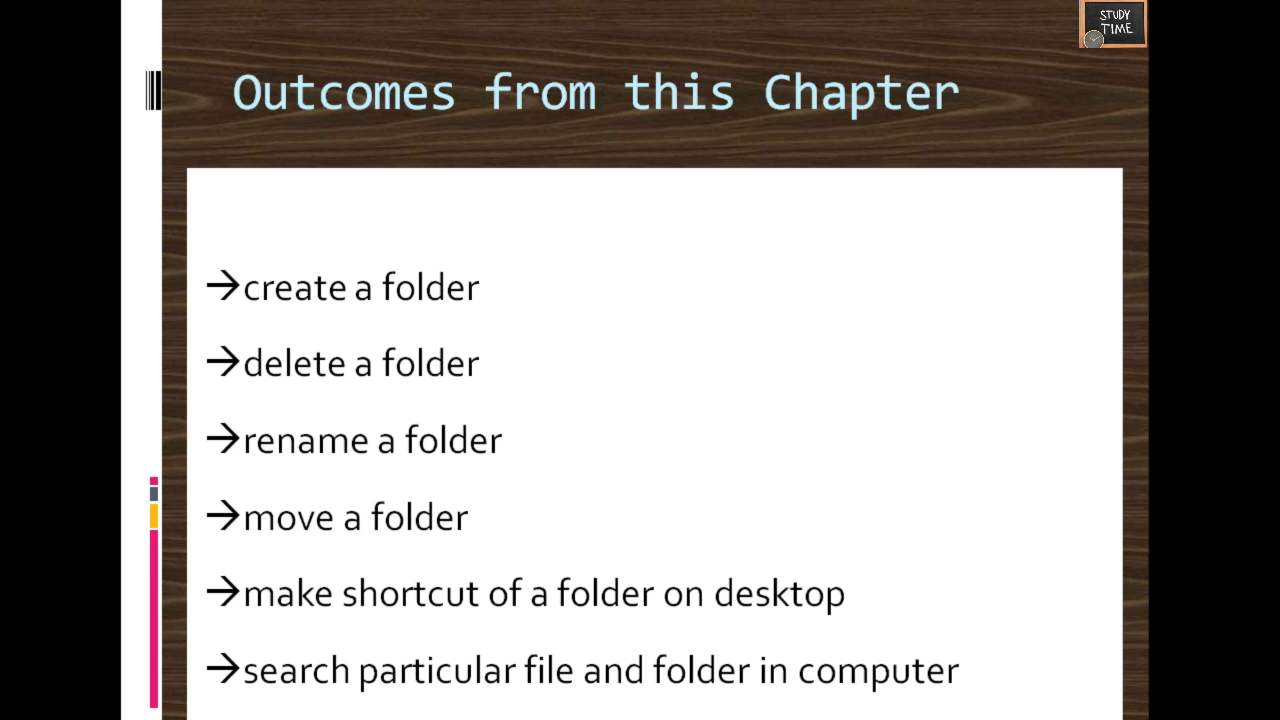 STUDY
TIME
Outcomes from this Chapter
→create a folder
→delete a folder
→rename a folder
→move a folder
→make shortcut of a folder on desktop
→search particular file and folder in computer